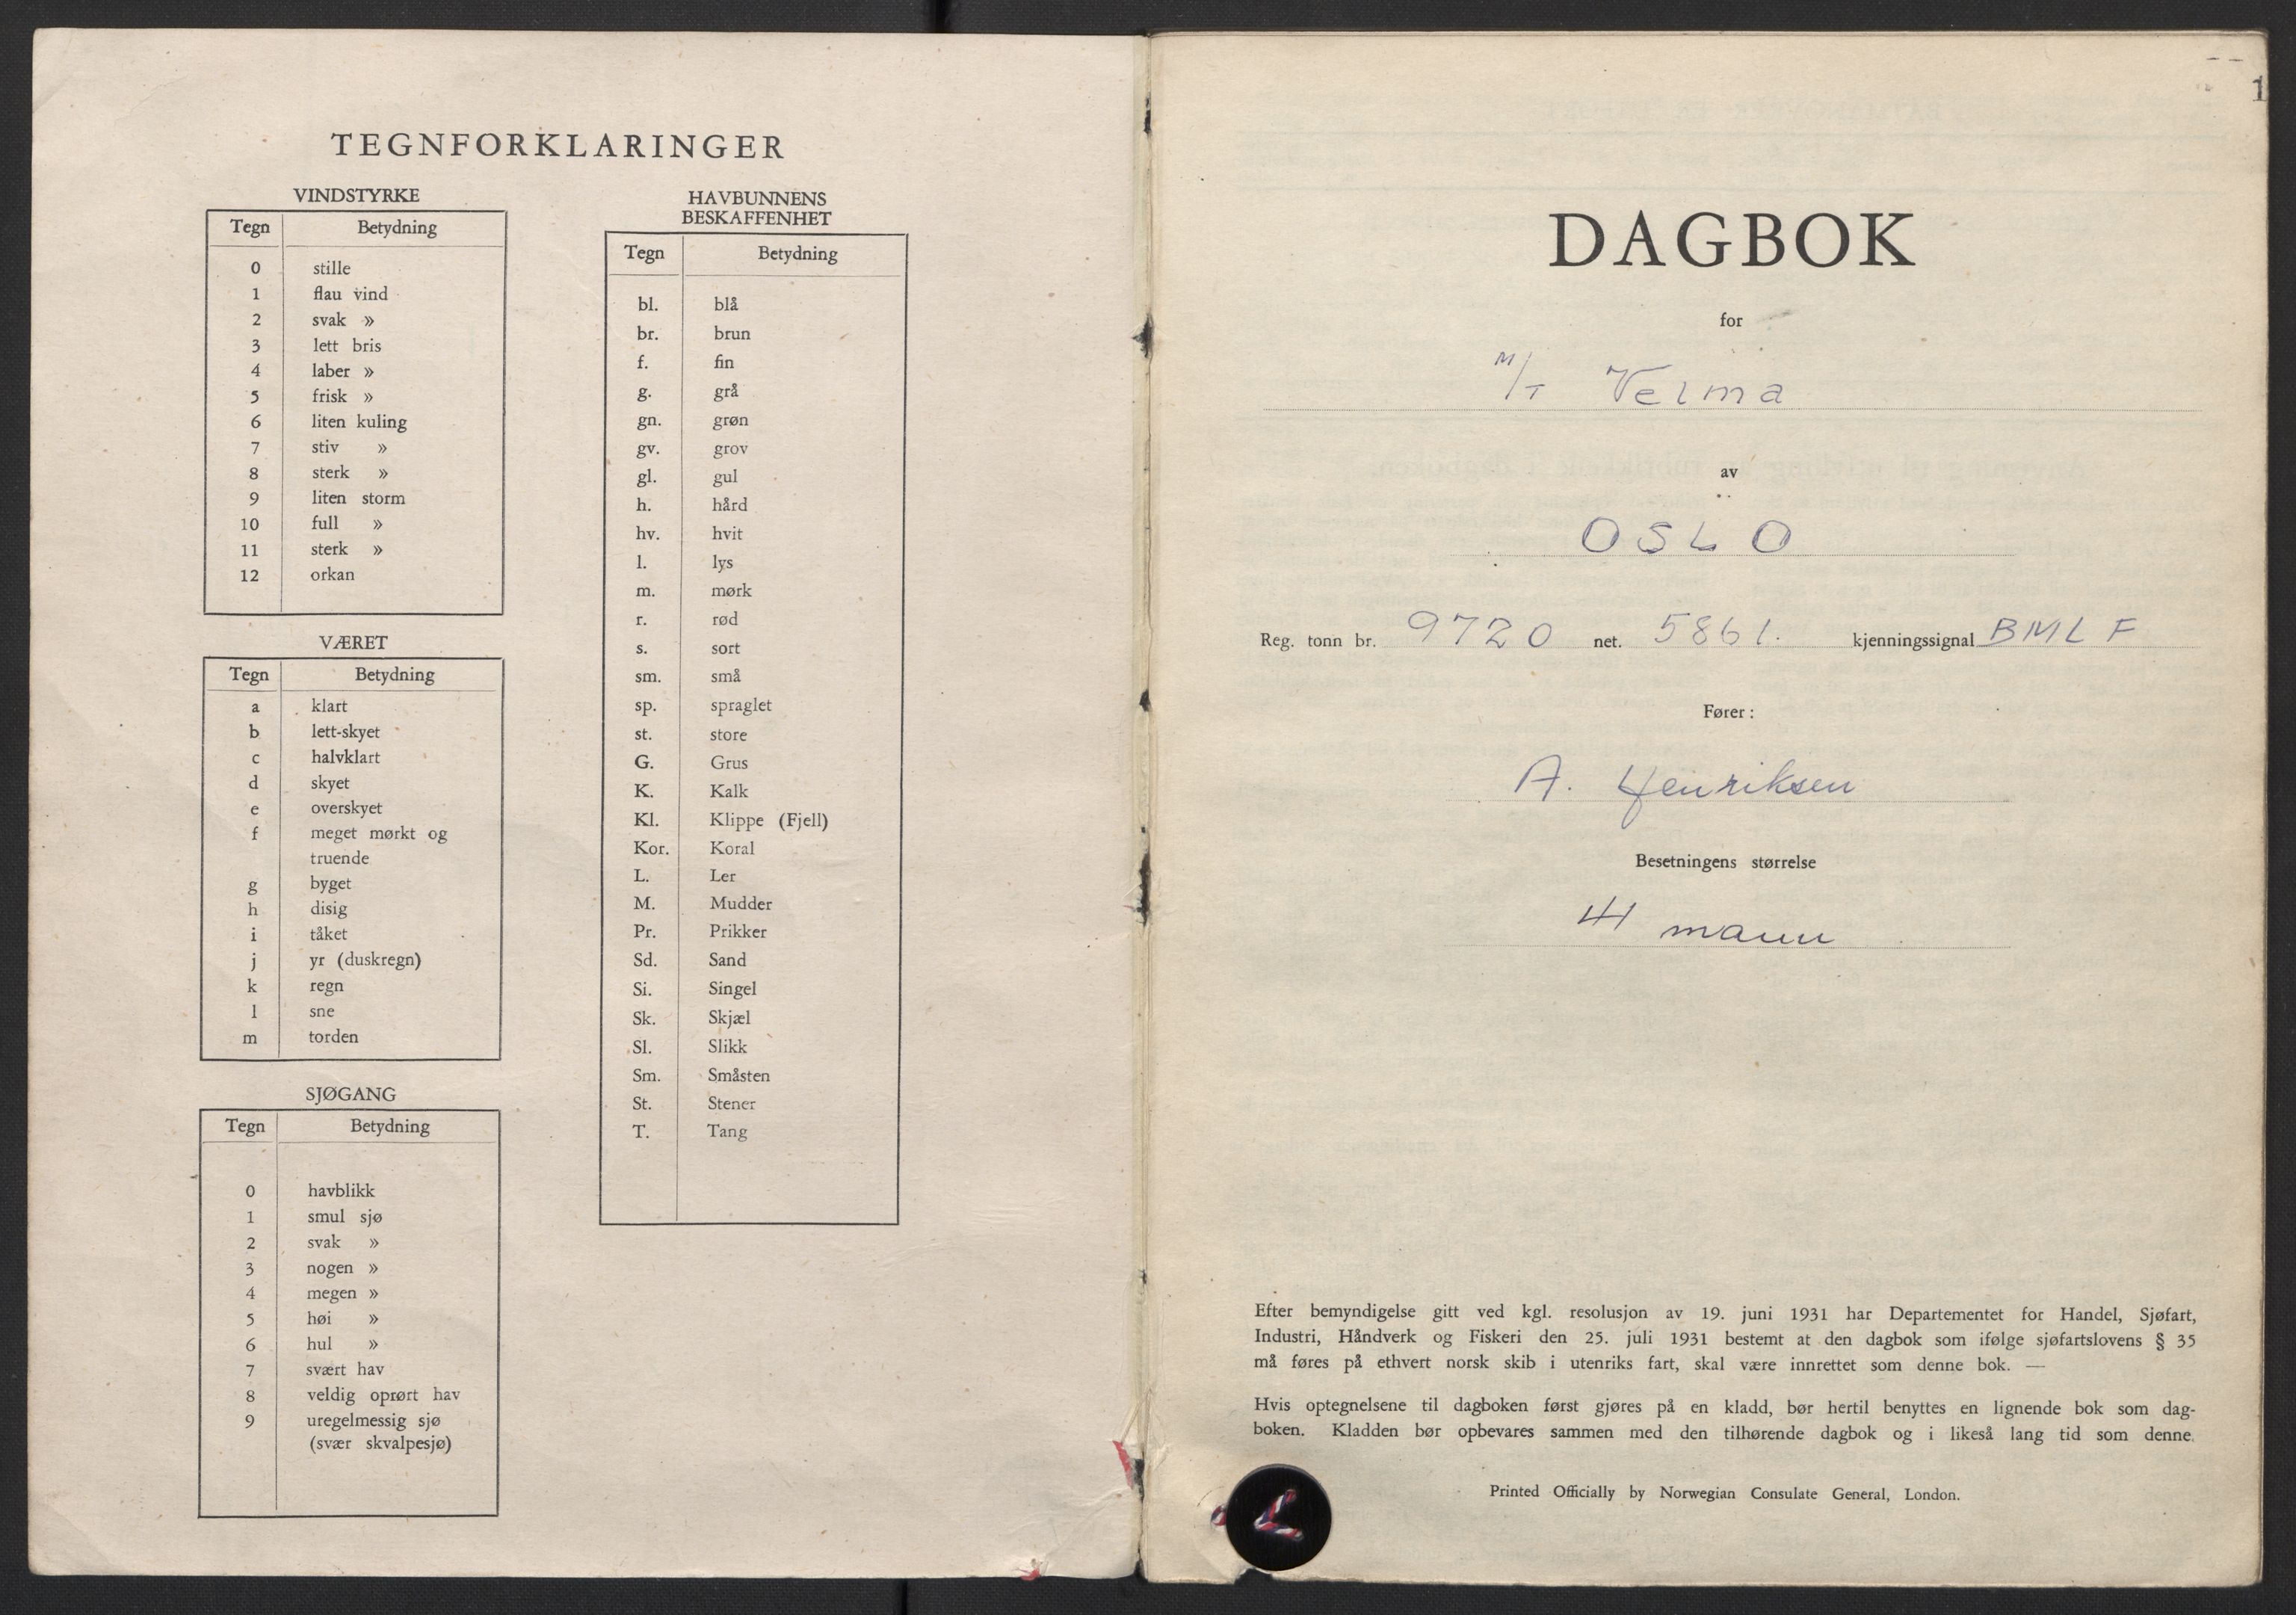 TEGNFORKLARINGER
VINDSTYRKE
Tegn Betydning
0 stille
1 flau vind
2 svak »
3 lett bris
4 laber »
5 frisk »
6 liten kuling
7 stiv »
8 sterk »
9 liten storm
10 full »
11 sterk »
12 orkan
VÆRET
Tegn Betydning
a klart
b lett-skyet
c halvklart
d skyet
e overskyet
f meget mørkt og
truende
g byget
h disig
i tåket
j yr (duskregn)
k regn
l sne
m torden
SJØGANG
Tegn Betydning
0 havblikk
1 smul sjø
2 svak »
3 nogen »
4 megen »
5 høi »
6 hul »
7 svært hav
8 veldig oprørt hav
9 uregelmessig sjø
(svær skvalpesjø)
HAVBUNNENS
BESKAFFENHET
Tegn Betydning
bl. blå
br. brun
f. fin
g. grå
gn. grøn
gv. grov
gl. gul
h. hård
hv. hvit
l. lys
m. mørk
r. rød
s. sort
sm. små
sp. spraglet
st. store
G. Grus
K. Kalk
Kl. Klippe (Fjell)
Kor. Koral
L. Ler
M. Mudder
Pr. Prikker
Sd. Sand
Si. Singel
Sk. Skjæl
Sl. Slikk
Sm. Småsten
St. Stener
T. Tang
1
DAGBOK
for
M/T Velma
av
OSLO
Reg. tonn br. 9720 net. 5861. kjenningssignal BMLF
Fører:
A. Henriksen
Besetningens størrelse
41 mann
Efter bemyndigelse gitt ved kgl. resolusjon av 19. juni 1931 har Departementet for Handel, Sjøfart,
Industri, Håndverk og Fiskeri den 25. juli 1931 bestemt at den dagbok som ifølge sjøfartslovens § 35
må føres på ethvert norsk skib i utenriks fart, skal være innrettet som denne bok. —
Hvis optegnelsene til dagboken først gjøres på en kladd, bør hertil benyttes en lignende bok som dag-
boken. Kladden bør opbevares sammen med den tilhørende dagbok og i likeså lang tid som denne.
Printed Officially by Norwegian Consulate General, London.